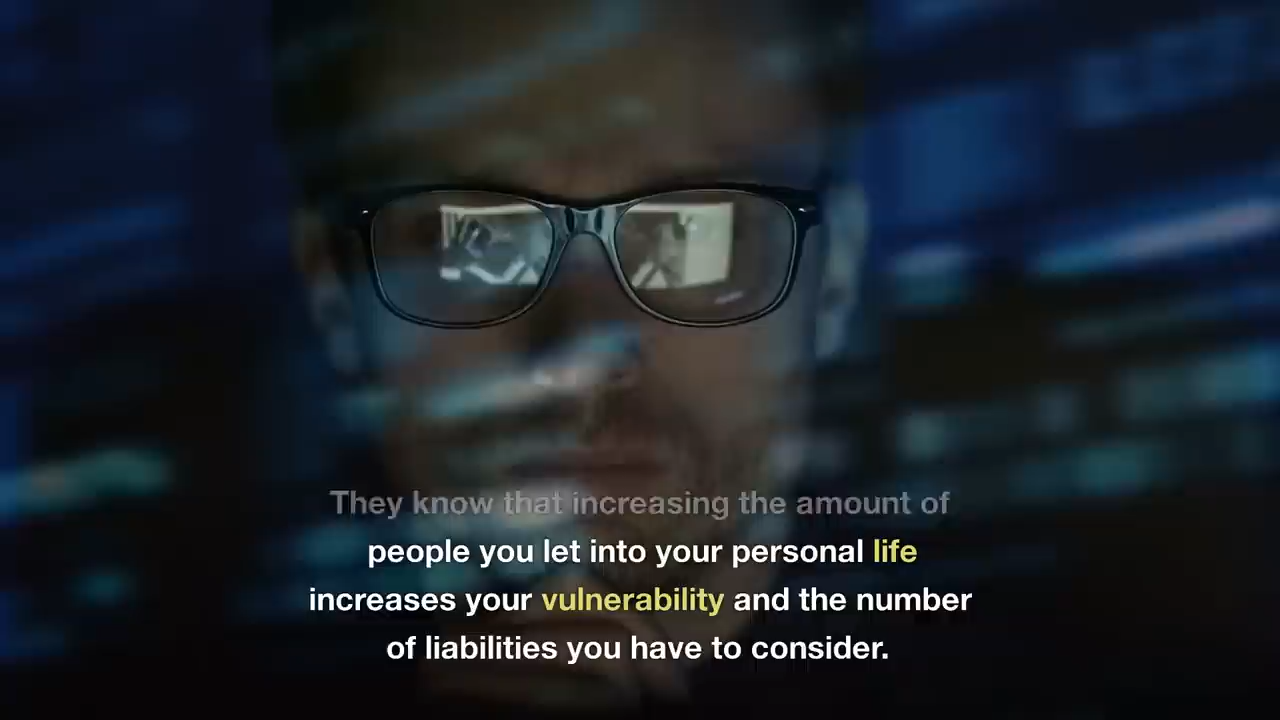 They know that increasing the amount of
people you let into your personal life
increases your vulnerability and the number
of liabilities you have to consider.